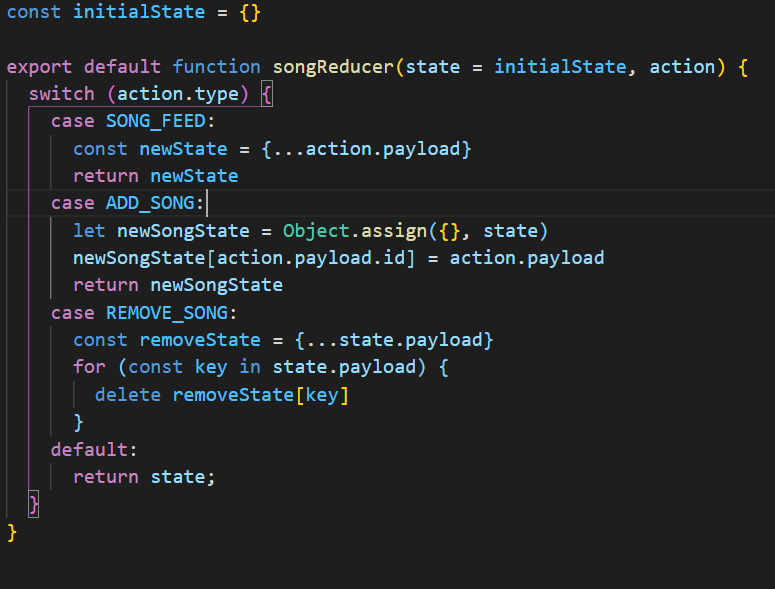 const initialState = {}
export default function songReducer(state = initialState, action) {
switch (action.type) {
case SONG_FEED:
const newState = {...action.payload}
return newState
case ADD_SONG:
let newSongState = Object.assign({}, state)
newSongState[action.payload.id] = action.payload
return newSongState
case REMOVE_SONG:
const removeState = {...state.payload}
for (const key in state.payload) {
delete removeState[key]
}
default:
return state;
}
}